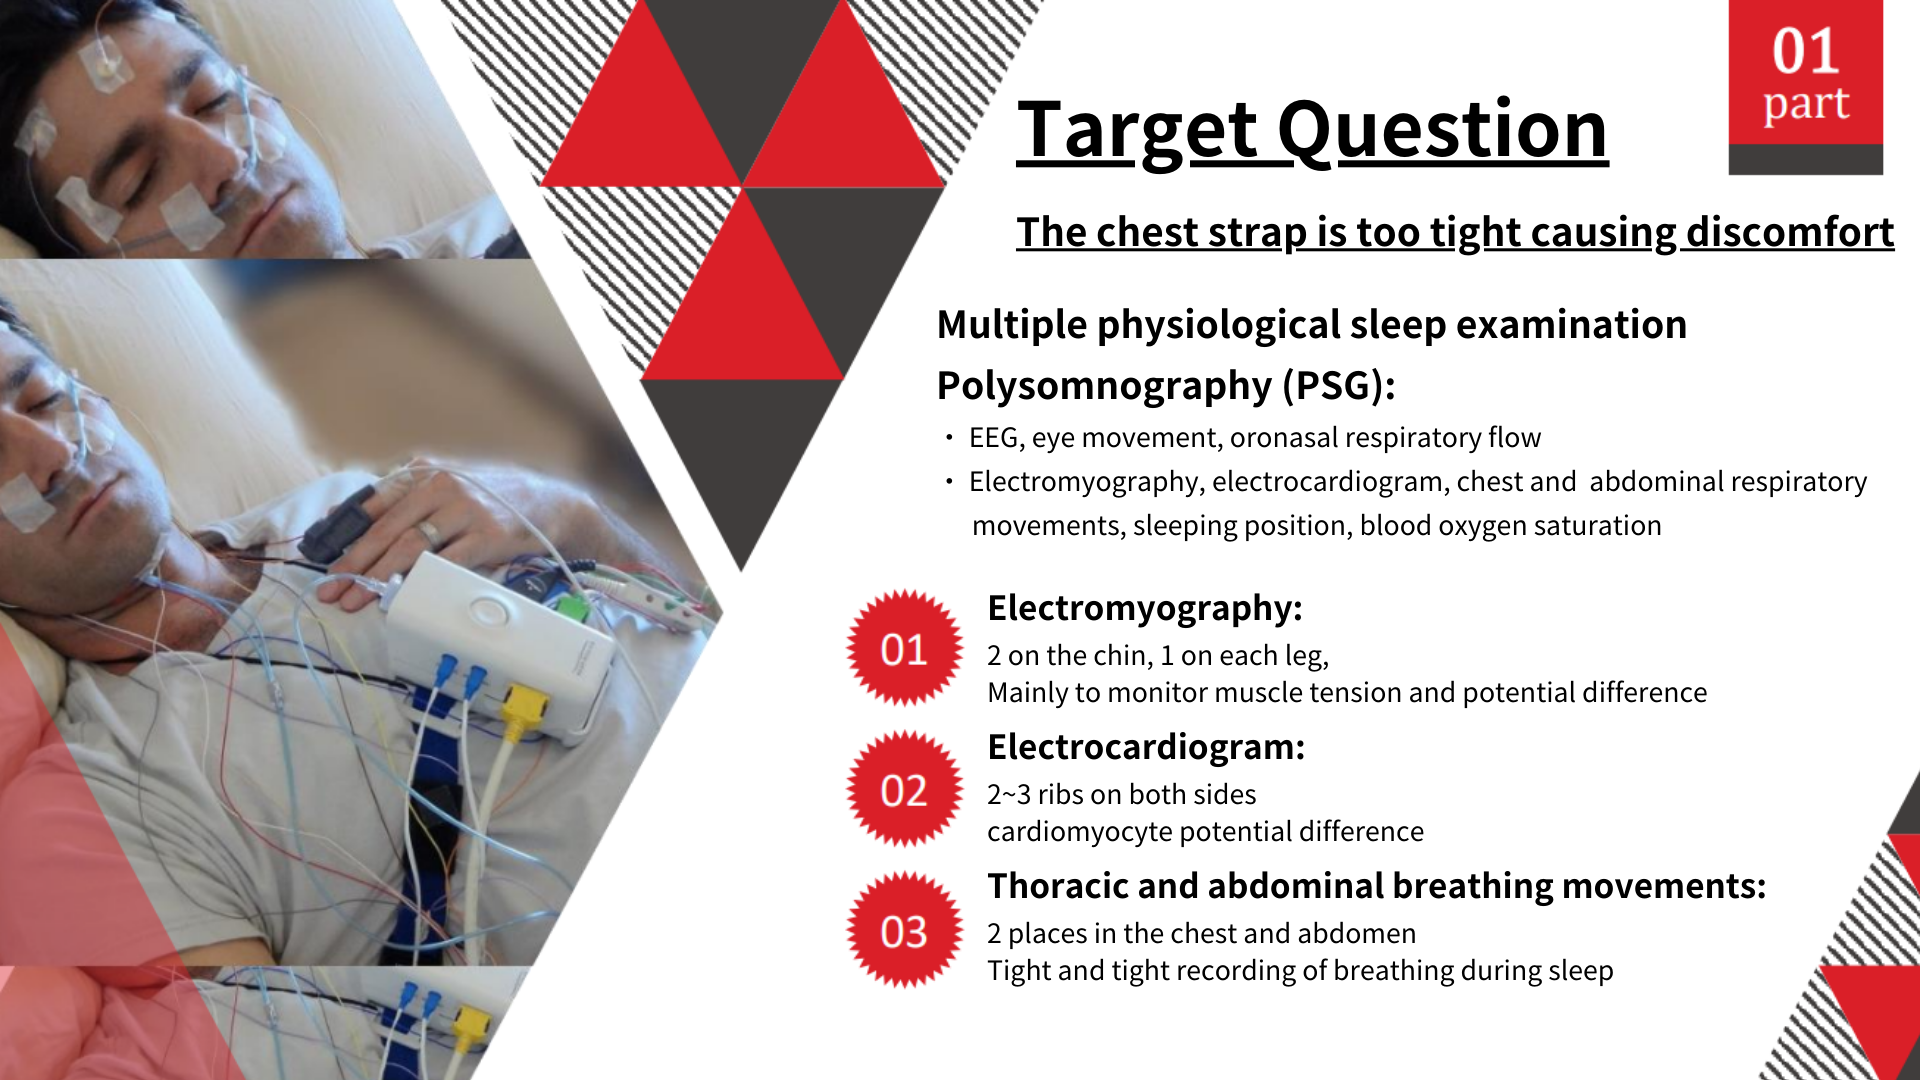 01
part
Target Question
The chest strap is too tight causing discomfort
Multiple physiological sleep examination
Polysomnography (PSG):
・ EEG, eye movement, oronasal respiratory flow
・ Electromyography, electrocardiogram, chest and abdominal respiratory
movements, sleeping position, blood oxygen saturation
01
Electromyography:
2 on the chin, 1 on each leg,
Mainly to monitor muscle tension and potential difference
02
Electrocardiogram:
2~3 ribs on both sides
cardiomyocyte potential difference
03
Thoracic and abdominal breathing movements:
2 places in the chest and abdomen
Tight and tight recording of breathing during sleep